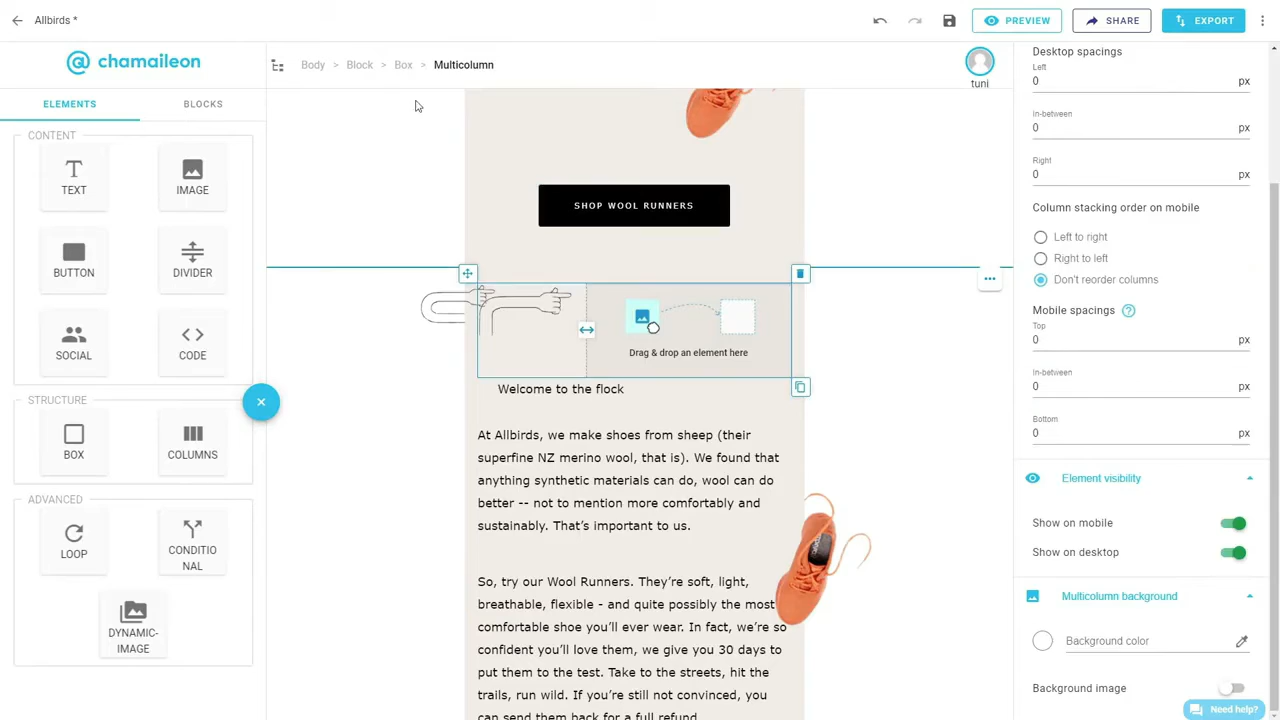 Allbirds *
PREVIEW
SHARE
EXPORT
@ chamaileon
Body > Block > Box > Multicolumn
tuni
ELEMENTS
BLOCKS
CONTENT
TEXT
IMAGE
BUTTON
DIVIDER
SOCIAL
CODE
STRUCTURE
BOX
COLUMNS
ADVANCED
LOOP
CONDITIO
NAL
DYNAMIC-
IMAGE
SHOP WOOL RUNNERS
Drag & drop an element here
Welcome to the flock
At Allbirds, we make shoes from sheep (their
superfine NZ merino wool, that is). We found that
anything synthetic materials can do, wool can do
better -- not to mention more comfortably and
sustainably. That's important to us.
So, try our Wool Runners. They're soft, light,
breathable, flexible - and quite possibly the most
comfortable shoe you'll ever wear. In fact, we're so
confident you'll love them, we give you 30 days to
put them to the test. Take to the streets, hit the
trails, run wild. If you're still not convinced, you
can send them back for a full refund.
Desktop spacings
Left
0 px
In-between
0 px
Right
0 px
Column stacking order on mobile
Left to right
Right to left
Don't reorder columns
Mobile spacings
Top
0 px
In-between
0 px
Bottom
0 px
Element visibility
Show on mobile
Show on desktop
Multicolumn background
Background color
Background image
Need help?